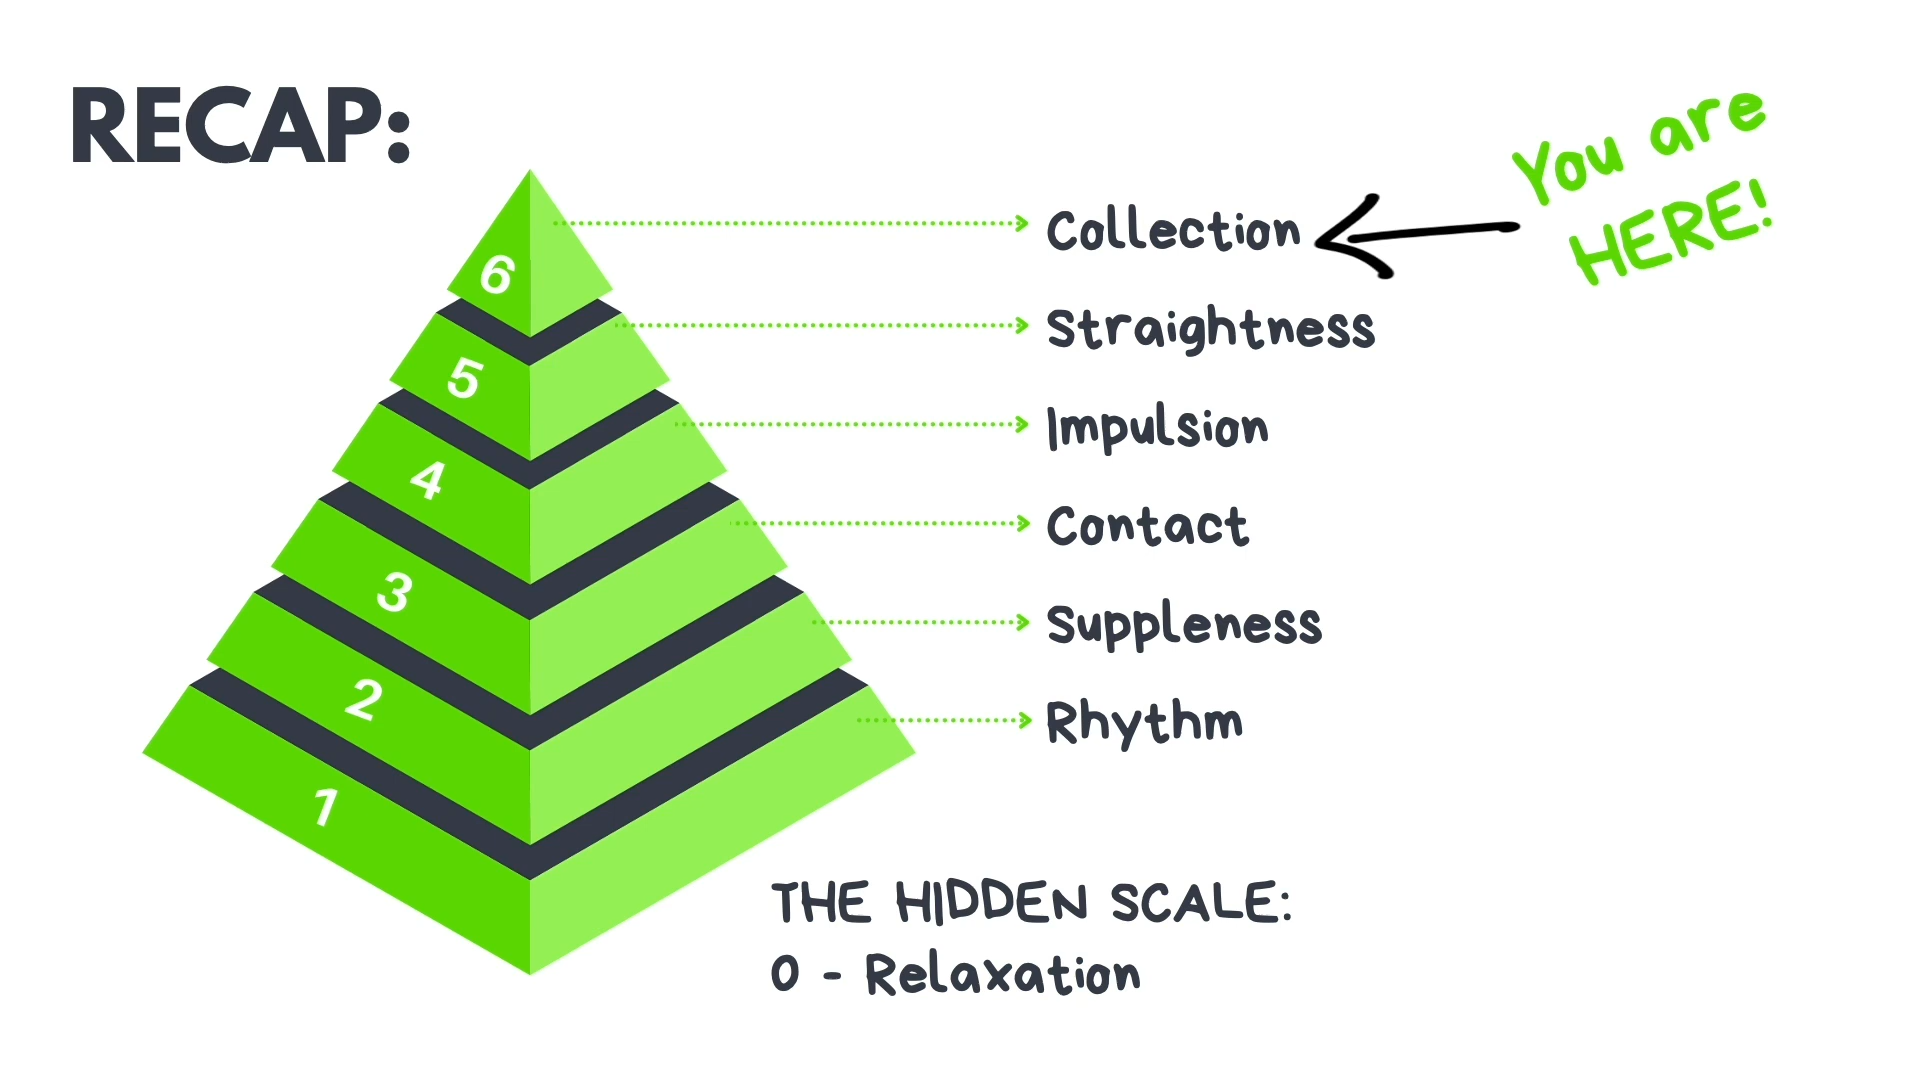 RECAP:
6
5
4
3
2
1
Collection
Straightness
Impulsion
Contact
Suppleness
Rhythm
You are
HERE!
THE HIDDEN SCALE:
0 - Relaxation